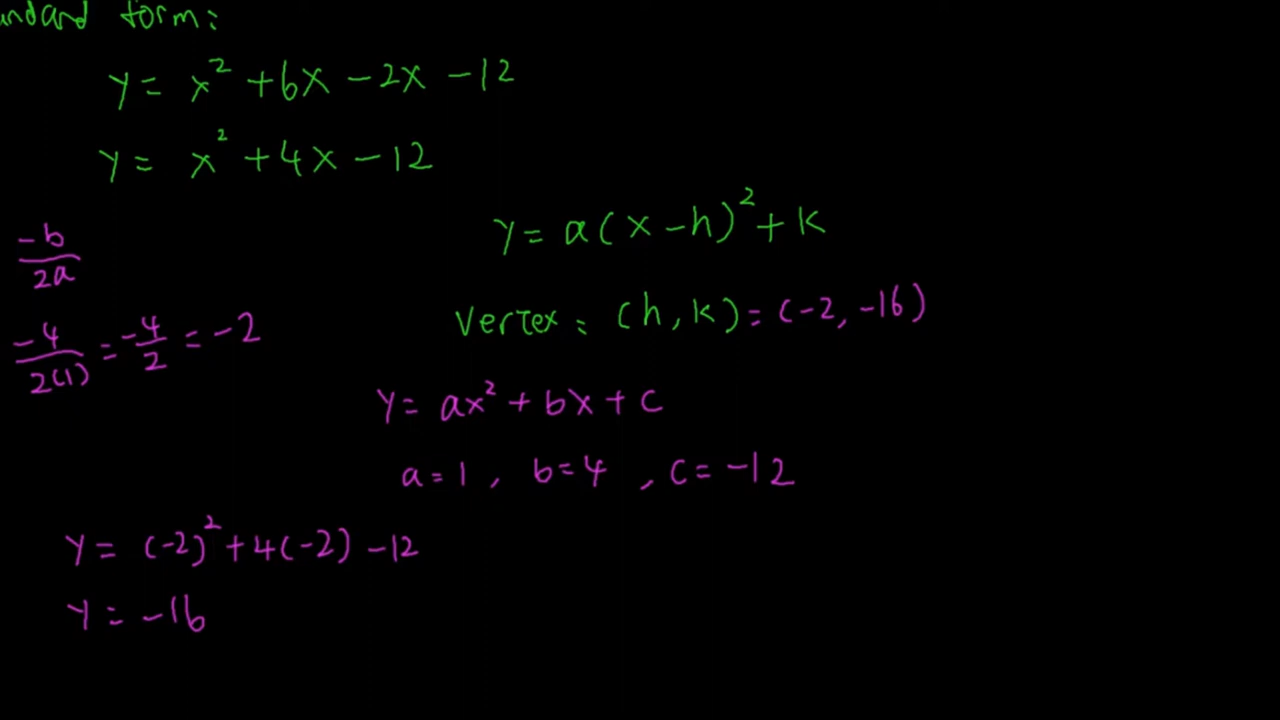 andard form:
y = x² + 6x - 2x - 12
y = x² + 4x - 12
y = a(x - h)² + k
-b/2a
vertex: (h, k) = (-2, -16)
-4/2(1) = -4/2 = -2
y = ax² + bx + c
a = 1, b = 4, c = -12
y = (-2)² + 4(-2) - 12
y = -16